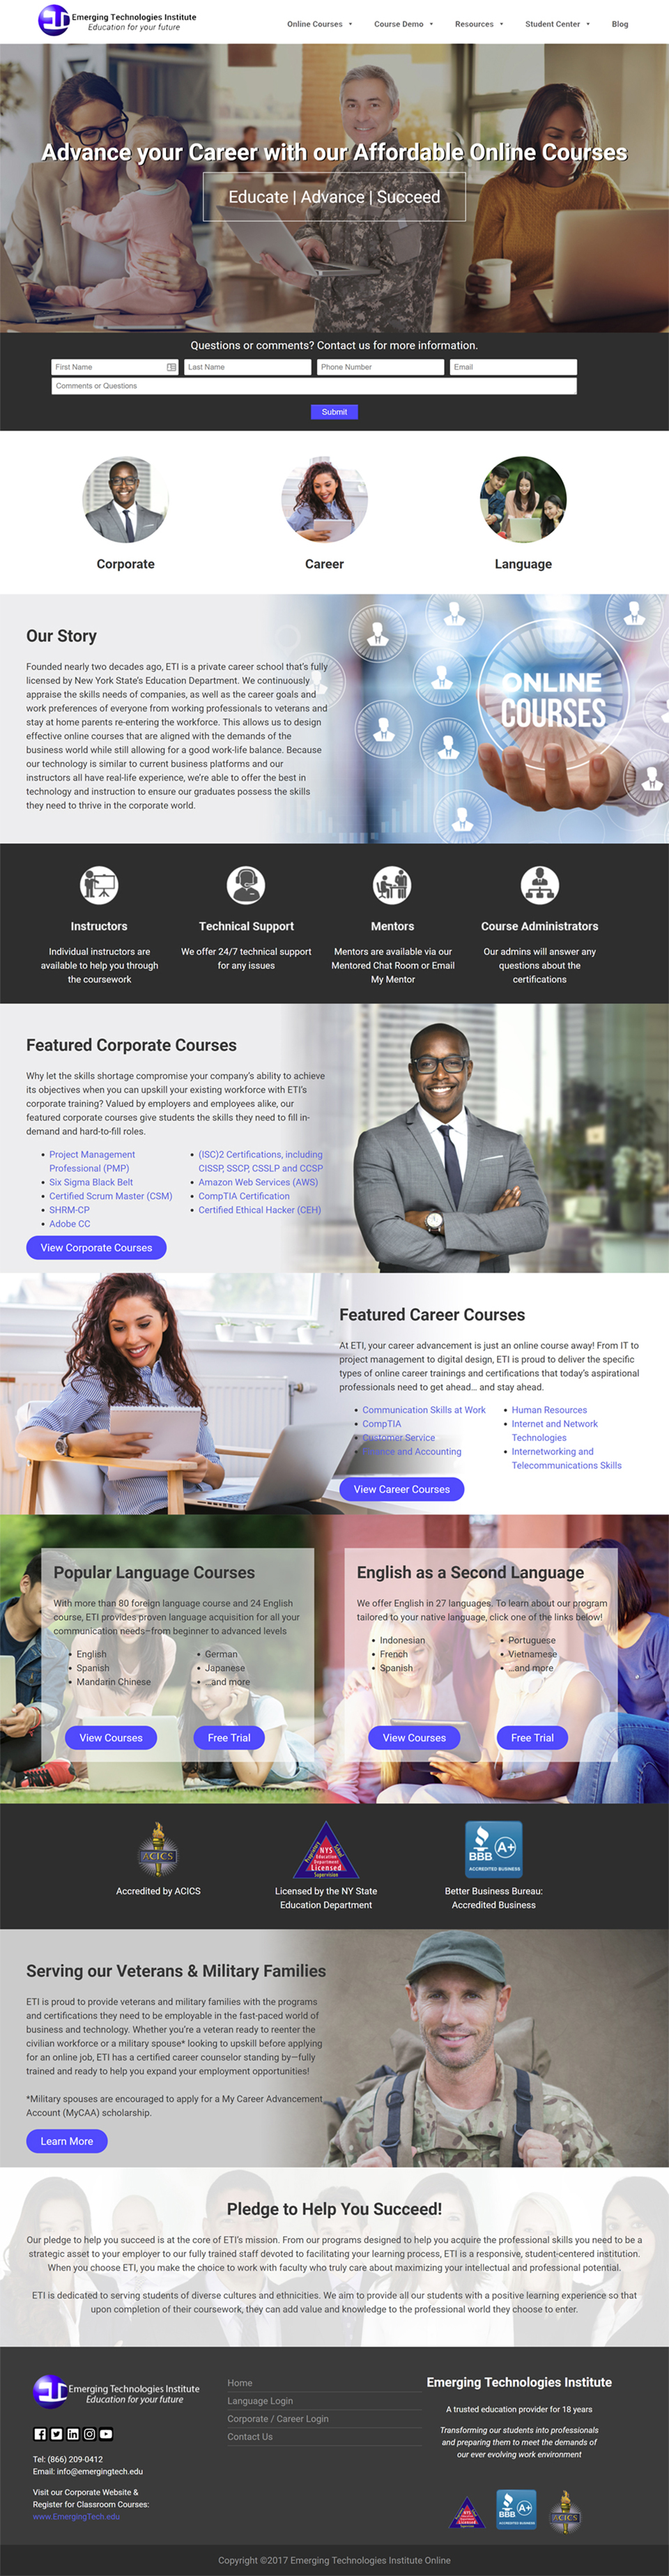 Emerging Technologies Institute
Education for your future
Online Courses
Course Demo
Resources
Student Center
Blog
Advance your Career with our Affordable Online Courses
Educate | Advance | Succeed
Questions or comments? Contact us for more information.
First Name
Last Name
Phone Number
Email
Comments or Questions
Submit
Corporate
Career
Language
Our Story
Founded nearly two decades ago, ETI is a private career school that's fully
licensed by New York State's Education Department. We continuously
appraise the skills needs of companies, as well as the career goals and
work preferences of everyone from working professionals to veterans and
stay at home parents re-entering the workforce. This allows us to design
effective online courses that are aligned with the demands of the
business world while still allowing for a good work-life balance. Because
our technology is similar to current business platforms and our
instructors all have real-life experience, we're able to offer the best in
technology and instruction to ensure our graduates possess the skills
they need to thrive in the corporate world.
ONLINE
COURSES
Instructors
Individual instructors are
available to help you through
the coursework
Technical Support
We offer 24/7 technical support
for any issues
Mentors
Mentors are available via our
Mentored Chat Room or Email
My Mentor
Course Administrators
Our admins will answer any
questions about the
certifications
Featured Corporate Courses
Why let the skills shortage compromise your company's ability to achieve
its objectives when you can upskill your existing workforce with ETI's
corporate training? Valued by employers and employees alike, our
featured corporate courses give students the skills they need to fill in-
demand and hard-to-fill roles.
• Project Management
Professional (PMP)
• Six Sigma Black Belt
• Certified Scrum Master (CSM)
• SHRM-CP
• Adobe CC
• (ISC)2 Certifications, including
CISSP, SSCP, CSSLP and CCSP
• Amazon Web Services (AWS)
• CompTIA Certification
• Certified Ethical Hacker (CEH)
View Corporate Courses
Featured Career Courses
At ETI, your career advancement is just an online course away! From IT to
project management to digital design, ETI is proud to deliver the specific
types of online career trainings and certifications that today's aspirational
professionals need to get ahead... and stay ahead.
• Communication Skills at Work
• CompTIA
• Customer Service
• Finance and Accounting
• Human Resources
• Internet and Network
Technologies
• Internetworking and
Telecommunications Skills
View Career Courses
Popular Language Courses
With more than 80 foreign language course and 24 English
course, ETI provides proven language acquisition for all your
communication needs–from beginner to advanced levels
• English
• Spanish
• Mandarin Chinese
• German
• Japanese
• ...and more
View Courses
Free Trial
English as a Second Language
We offer English in 27 languages. To learn about our program
tailored to your native language, click one of the links below!
• Indonesian
• French
• Spanish
• Portuguese
• Vietnamese
• ...and more
View Courses
Free Trial
ACICS
Accredited by ACICS
NYS
Education
Department
Licensed
Supervision
Licensed by the NY State
Education Department
BBB
A+
ACCREDITED BUSINESS
Better Business Bureau:
Accredited Business
Serving our Veterans & Military Families
ETI is proud to provide veterans and military families with the programs
and certifications they need to be employable in the fast-paced world of
business and technology. Whether you're a veteran ready to reenter the
civilian workforce or a military spouse* looking to upskill before applying
for an online job, ETI has a certified career counselor standing by—fully
trained and ready to help you expand your employment opportunities!
*Military spouses are encouraged to apply for a My Career Advancement
Account (MyCAA) scholarship.
Learn More
Pledge to Help You Succeed!
Our pledge to help you succeed is at the core of ETI's mission. From our programs designed to help you acquire the professional skills you need to be a
strategic asset to your employer to our fully trained staff devoted to facilitating your learning process, ETI is a responsive, student-centered institution.
When you choose ETI, you make the choice to work with faculty who truly care about maximizing your intellectual and professional potential.
ETI is dedicated to serving students of diverse cultures and ethnicities. We aim to provide all our students with a positive learning experience so that
upon completion of their coursework, they can add value and knowledge to the professional world they choose to enter.
Emerging Technologies Institute
Education for your future
Tel: (866) 209-0412
Email: info@emergingtech.edu
Visit our Corporate Website &
Register for Classroom Courses:
www.EmergingTech.edu
Home
Language Login
Corporate / Career Login
Contact Us
Emerging Technologies Institute
A trusted education provider for 18 years
Transforming our students into professionals
and preparing them to meet the demands of
our ever evolving work environment
BBB
A+
ACCREDITED BUSINESS
ACICS
Copyright ©2017 Emerging Technologies Institute Online